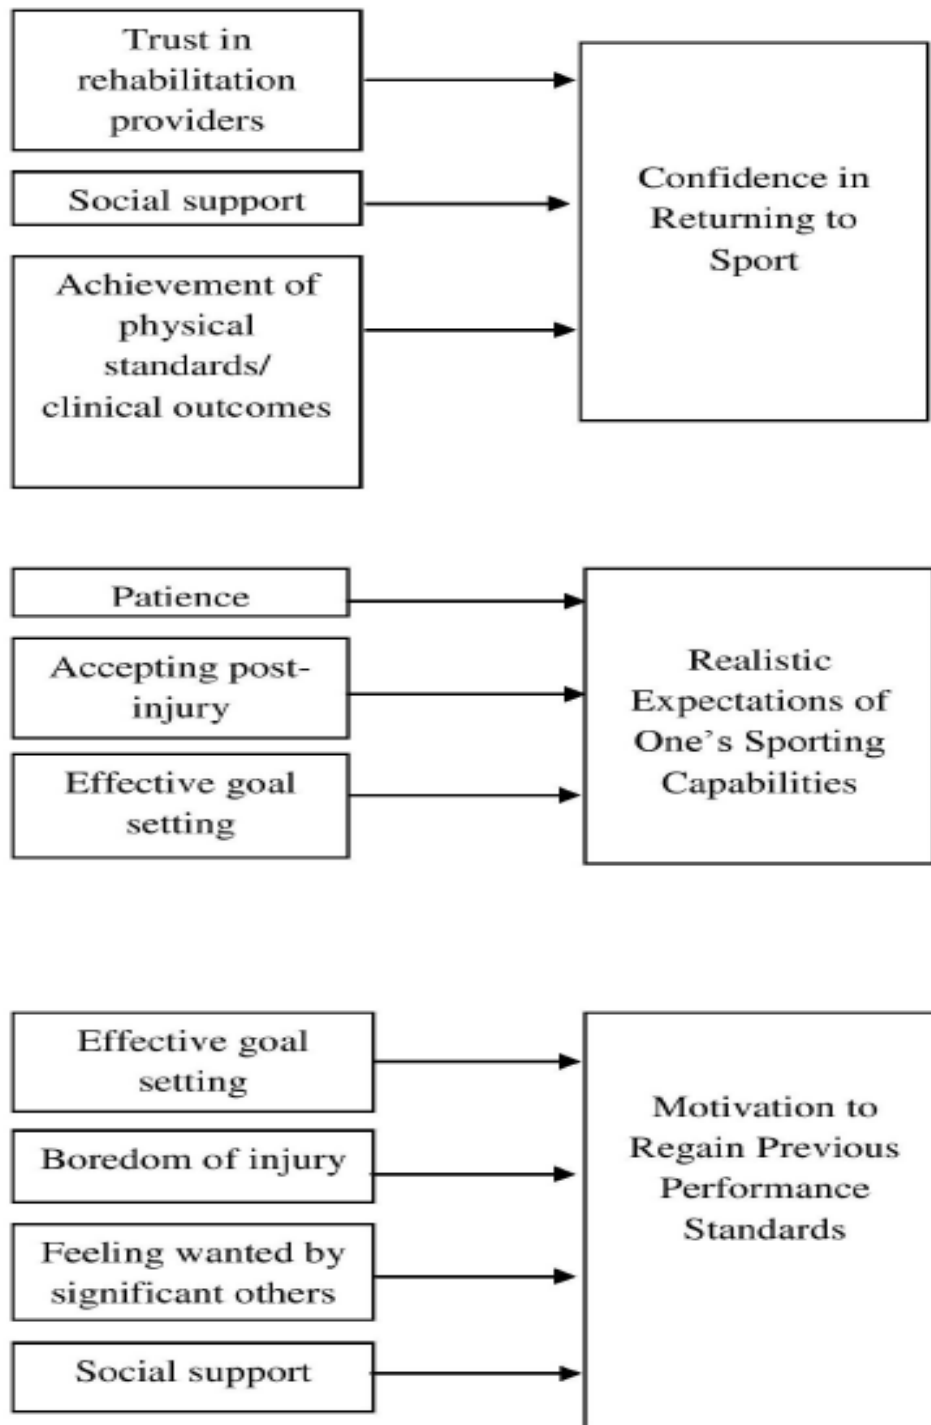 Trust in
rehabilitation
providers
Social support
Achievement of
physical
standards/
clinical outcomes
Confidence in
Returning to
Sport
Patience
Accepting post-
injury
Effective goal
setting
Realistic
Expectations of
One's Sporting
Capabilities
Effective goal
setting
Boredom of injury
Feeling wanted by
significant others
Social support
Motivation to
Regain Previous
Performance
Standards